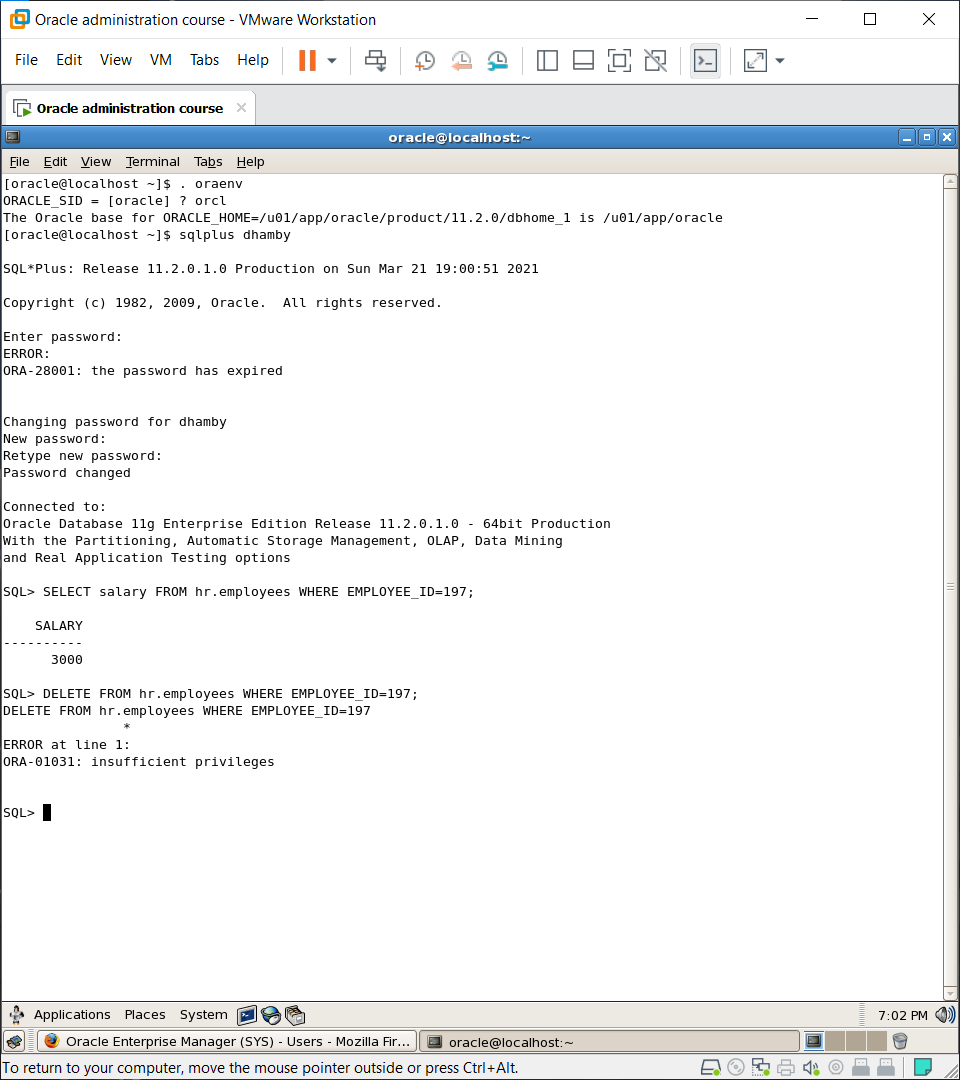 Oracle administration course - VMware Workstation
File Edit View VM Tabs Help
Oracle administration course
oracle@localhost:~
File Edit View Terminal Tabs Help
[oracle@localhost ~]$ . oraenv
ORACLE_SID = [oracle] ? orcl
The Oracle base for ORACLE_HOME=/u01/app/oracle/product/11.2.0/dbhome_1 is /u01/app/oracle
[oracle@localhost ~]$ sqlplus dhamby
SQL*Plus: Release 11.2.0.1.0 Production on Sun Mar 21 19:00:51 2021
Copyright (c) 1982, 2009, Oracle.  All rights reserved.
Enter password:
ERROR:
ORA-28001: the password has expired
Changing password for dhamby
New password:
Retype new password:
Password changed
Connected to:
Oracle Database 11g Enterprise Edition Release 11.2.0.1.0 - 64bit Production
With the Partitioning, Automatic Storage Management, OLAP, Data Mining
and Real Application Testing options
SQL> SELECT salary FROM hr.employees WHERE EMPLOYEE_ID=197;
SALARY
----------
3000
SQL> DELETE FROM hr.employees WHERE EMPLOYEE_ID=197;
DELETE FROM hr.employees WHERE EMPLOYEE_ID=197
*
ERROR at line 1:
ORA-01031: insufficient privileges
SQL>
Applications Places System 7:02 PM
Oracle Enterprise Manager (SYS) - Users - Mozilla Fir... oracle@localhost:~
To return to your computer, move the mouse pointer outside or press Ctrl+Alt.